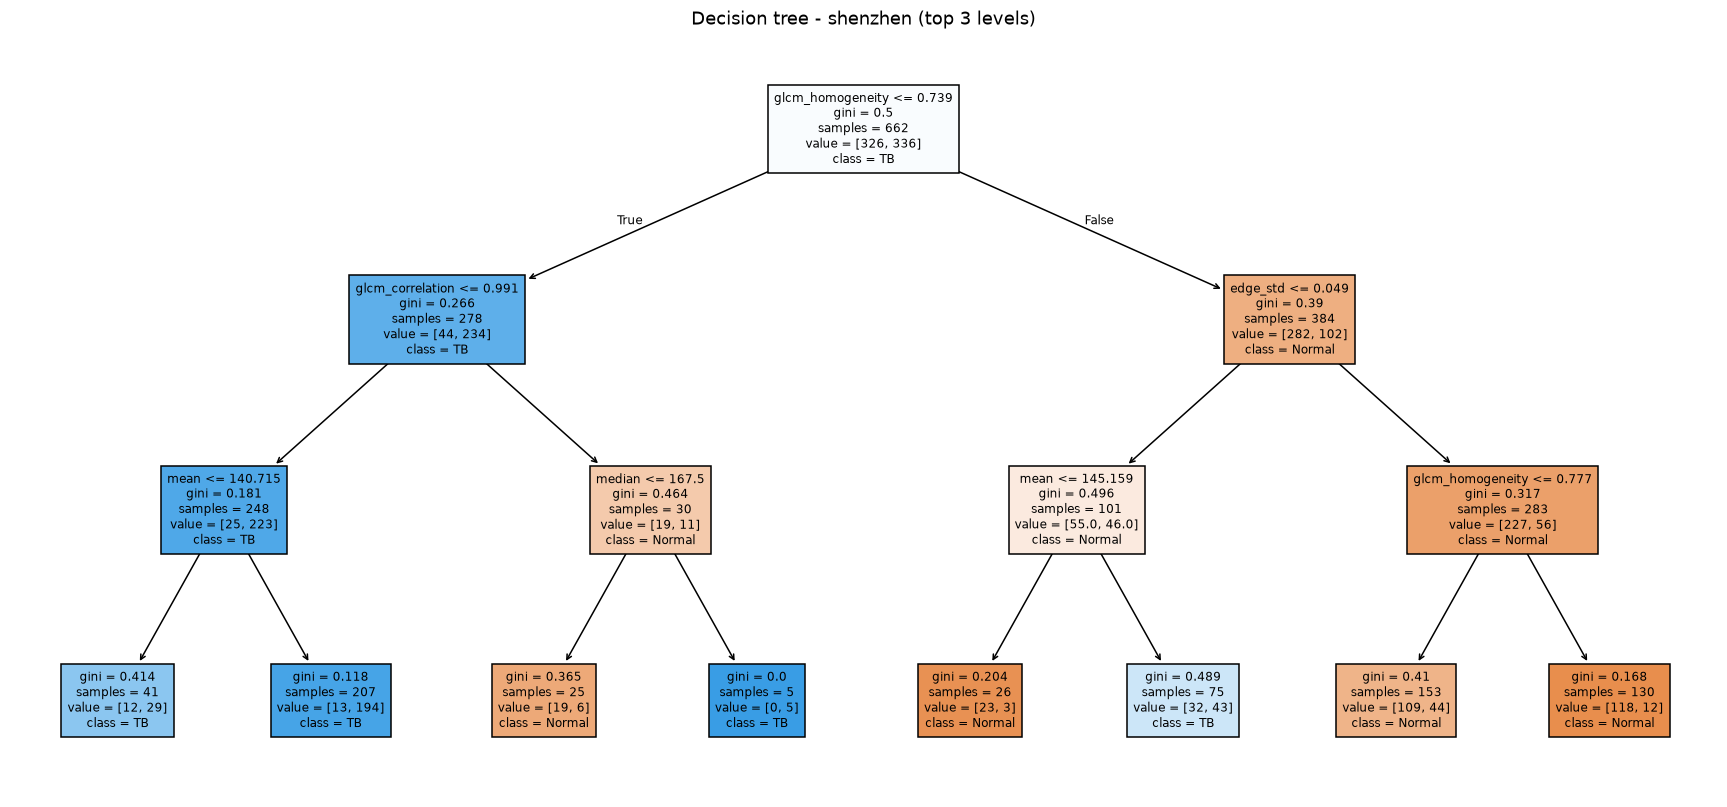 Decision tree - shenzhen (top 3 levels)
glcm_homogeneity <= 0.739
gini = 0.5
samples = 662
value = [326, 336]
class = TB
True
False
glcm_correlation <= 0.991
gini = 0.266
samples = 278
value = [44, 234]
class = TB
edge_std <= 0.049
gini = 0.39
samples = 384
value = [282, 102]
class = Normal
mean <= 140.715
gini = 0.181
samples = 248
value = [25, 223]
class = TB
median <= 167.5
gini = 0.464
samples = 30
value = [19, 11]
class = Normal
mean <= 145.159
gini = 0.496
samples = 101
value = [55.0, 46.0]
class = Normal
glcm_homogeneity <= 0.777
gini = 0.317
samples = 283
value = [227, 56]
class = Normal
gini = 0.414
samples = 41
value = [12, 29]
class = TB
gini = 0.118
samples = 207
value = [13, 194]
class = TB
gini = 0.365
samples = 25
value = [19, 6]
class = Normal
gini = 0.0
samples = 5
value = [0, 5]
class = TB
gini = 0.204
samples = 26
value = [23, 3]
class = Normal
gini = 0.489
samples = 75
value = [32, 43]
class = TB
gini = 0.41
samples = 153
value = [109, 44]
class = Normal
gini = 0.168
samples = 130
value = [118, 12]
class = Normal